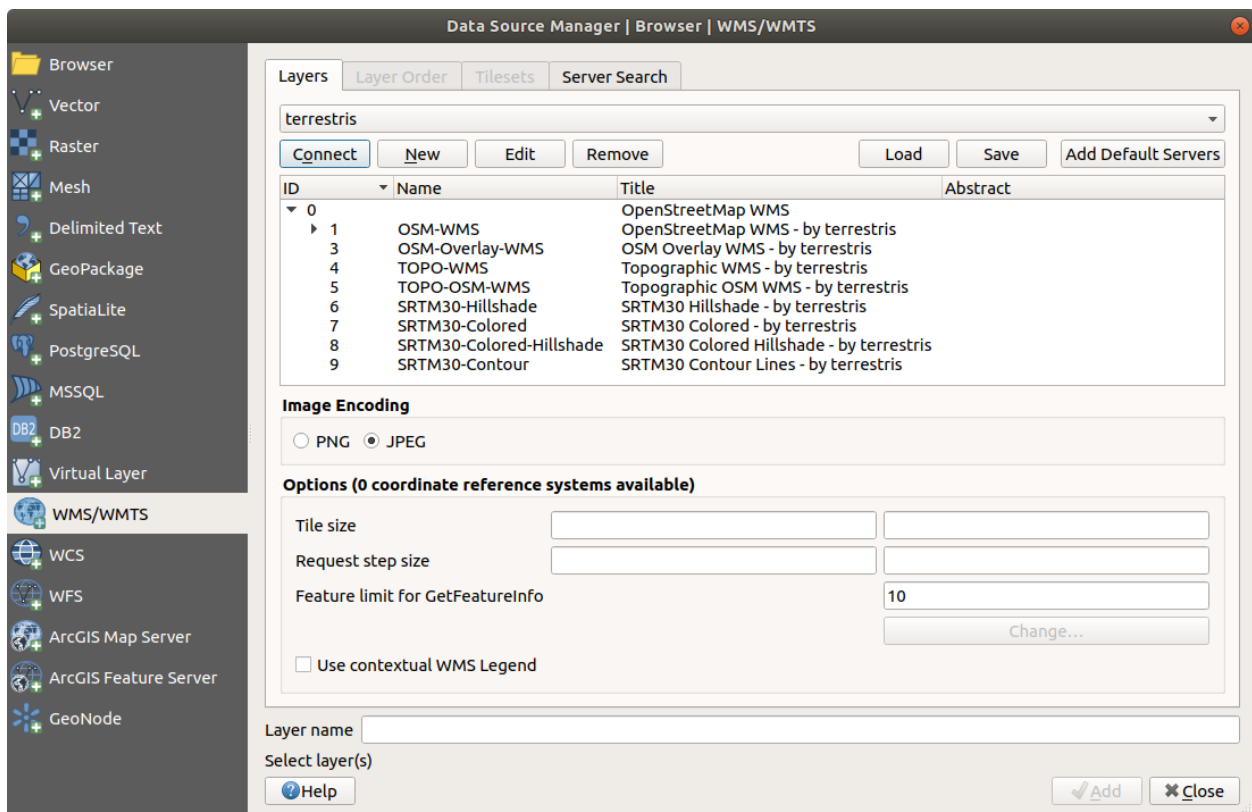 Data Source Manager | Browser | WMS/WMTS
Browser
Vector
Raster
Mesh
Delimited Text
GeoPackage
SpatiaLite
PostgreSQL
MSSQL
DB2 DB2
Virtual Layer
WMS/WMTS
WCS
WFS
ArcGIS Map Server
ArcGIS Feature Server
GeoNode
Layers Layer Order Tilesets Server Search
terrestris
Connect New Edit Remove Load Save Add Default Servers
ID Name Title Abstract
0 OpenStreetMap WMS
1 OSM-WMS OpenStreetMap WMS - by terrestris
3 OSM-Overlay-WMS OSM Overlay WMS - by terrestris
4 TOPO-WMS Topographic WMS - by terrestris
5 TOPO-OSM-WMS Topographic OSM WMS - by terrestris
6 SRTM30-Hillshade SRTM30 Hillshade - by terrestris
7 SRTM30-Colored SRTM30 Colored - by terrestris
8 SRTM30-Colored-Hillshade SRTM30 Colored Hillshade - by terrestris
9 SRTM30-Contour SRTM30 Contour Lines - by terrestris
Image Encoding
PNG JPEG
Options (0 coordinate reference systems available)
Tile size
Request step size
Feature limit for GetFeatureInfo 10
Change...
Use contextual WMS Legend
Layer name
Select layer(s)
Help Add Close